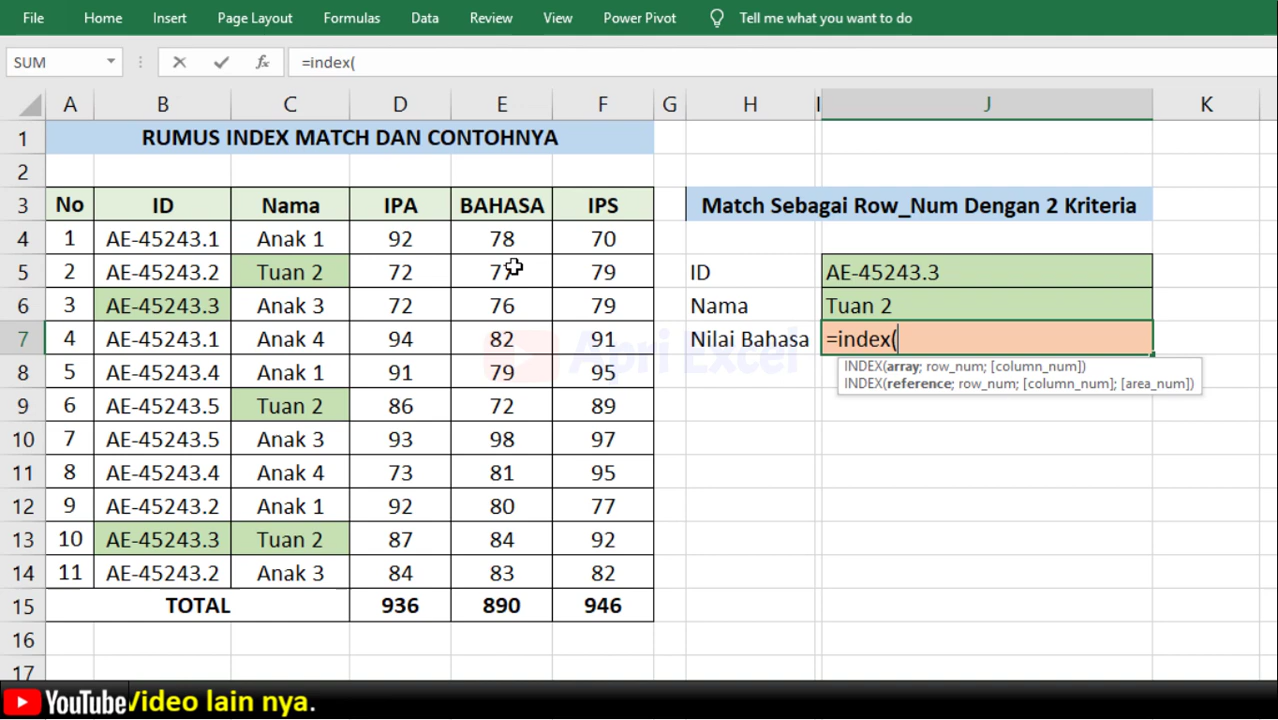 File Home Insert Page Layout Formulas Data Review View Power Pivot Tell me what you want to do
SUM =index(
A B C D E F G H I J K
1 RUMUS INDEX MATCH DAN CONTOHNYA
2
3 No ID Nama IPA BAHASA IPS Match Sebagai Row_Num Dengan 2 Kriteria
4 1 AE-45243.1 Anak 1 92 78 70
5 2 AE-45243.2 Tuan 2 72 77 79 ID AE-45243.3
6 3 AE-45243.3 Anak 3 72 76 79 Nama Tuan 2
7 4 AE-45243.1 Anak 4 94 82 91 Nilai Bahasa =index(
Apri Excel
INDEX(array; row_num; [column_num])
INDEX(reference; row_num; [column_num]; [area_num])
8 5 AE-45243.5 Anak 4 91 79 95
9 6 AE-45243.5 Tuan 2 86 72 89
10 7 AE-45243.5 Anak 3 93 98 97
11 8 AE-45243.4 Anak 4 73 81 95
12 9 AE-45243.2 Anak 1 92 80 77
13 10 AE-45243.3 Tuan 2 87 84 92
14 11 AE-45243.2 Anak 3 84 83 82
15 TOTAL 936 890 946
16
17
YouTube Video lain nya.